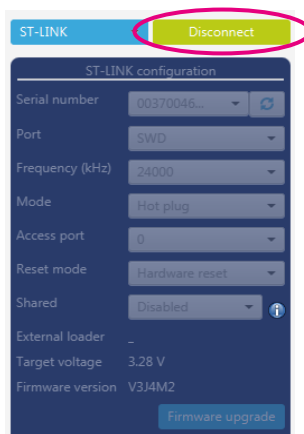 ST-LINK Disconnect
ST-LINK configuration
Serial number 00370046...
Port SWD
Frequency (kHz) 24000
Mode Hot plug
Access port 0
Reset mode Hardware reset
Shared Disabled
External loader _
Target voltage 3.28 V
Firmware version V3J4M2
Firmware upgrade